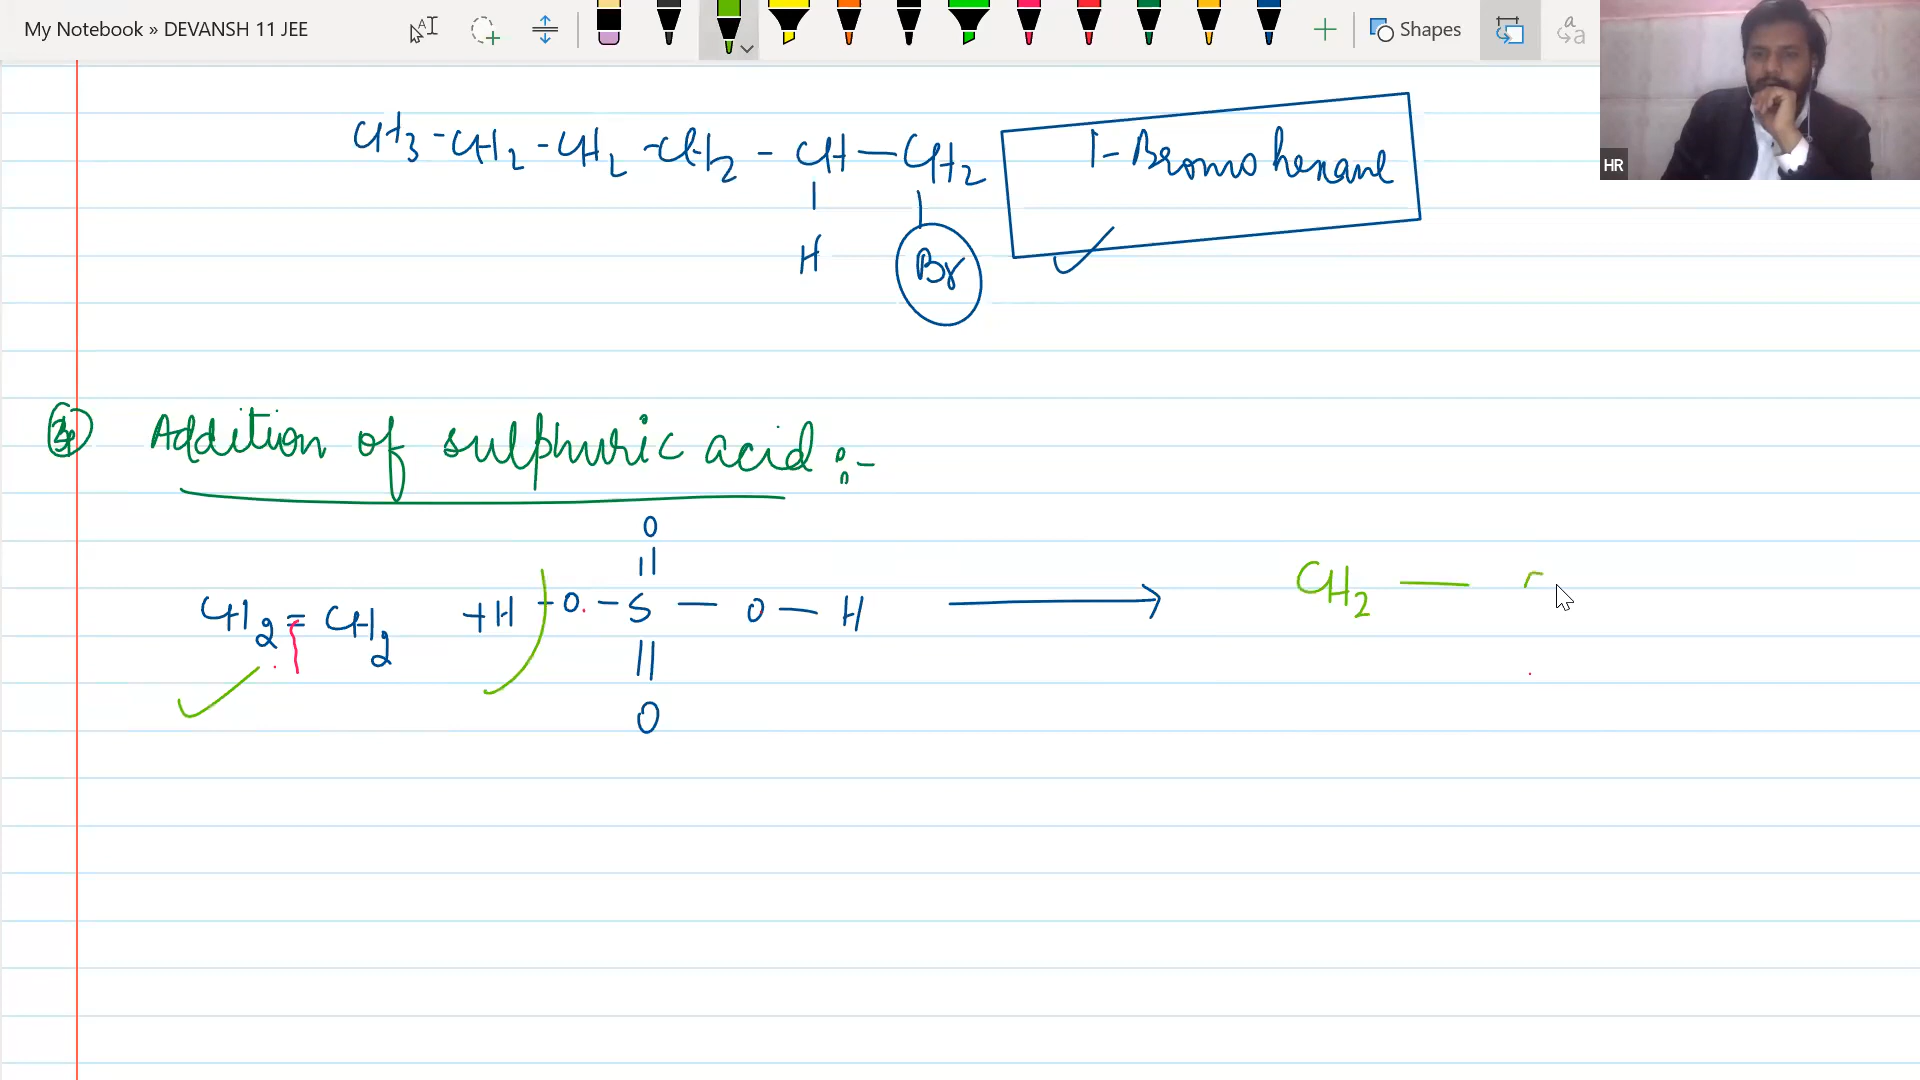 My Notebook » DEVANSH 11 JEE
Shapes
HR
CH3 - CH2 - CH2 - CH2 - CH — CH2
1- Bromo hexane
H Br
Addition of sulphuric acid :-
O
CH2 = CH2 + H - O - S — O — H ⟶ CH2 —
O